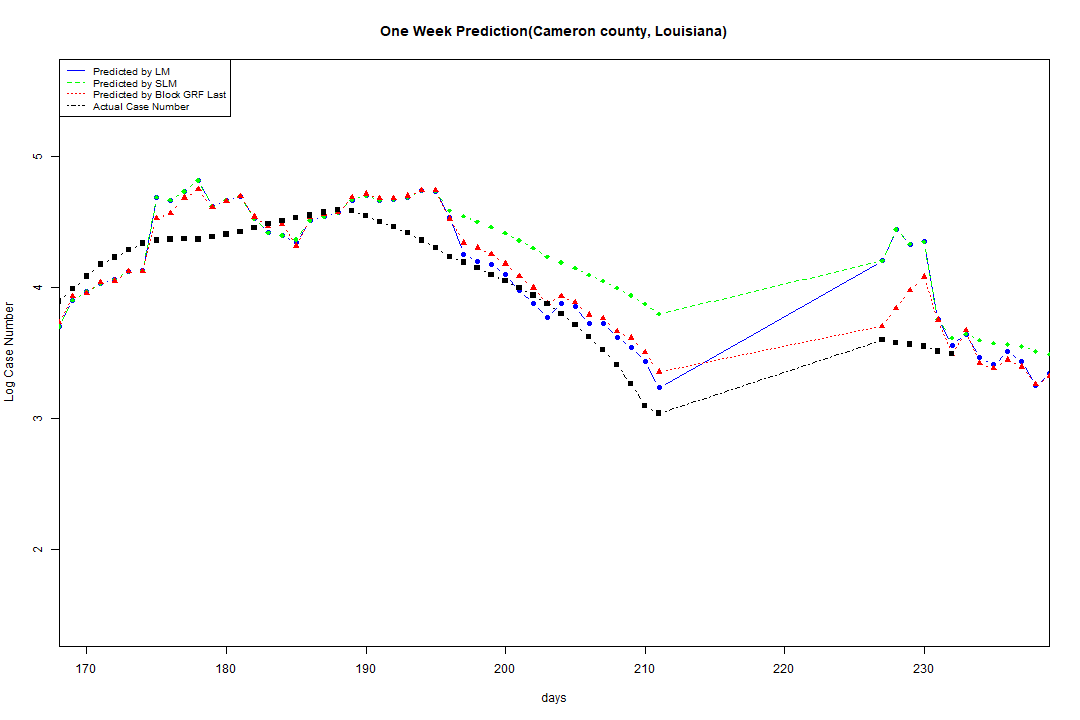 One Week Prediction(Cameron county, Louisiana)
Predicted by LM
Predicted by SLM
Predicted by Block GRF Last
Actual Case Number
5
4
3
2
Log Case Number
170 180 190 200 210 220 230
days